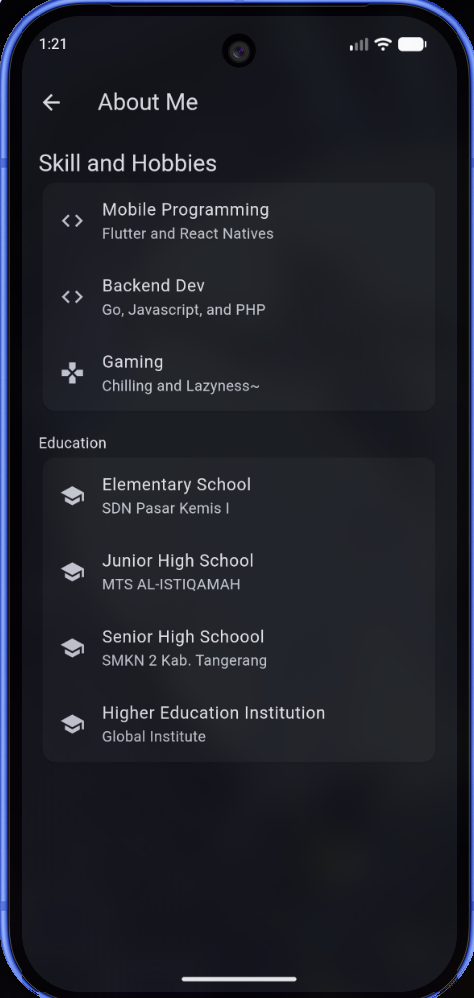 1:21
About Me
Skill and Hobbies
Mobile Programming
Flutter and React Natives
Backend Dev
Go, Javascript, and PHP
Gaming
Chilling and Lazyness~
Education
Elementary School
SDN Pasar Kemis I
Junior High School
MTS AL-ISTIQAMAH
Senior High Schoool
SMKN 2 Kab. Tangerang
Higher Education Institution
Global Institute